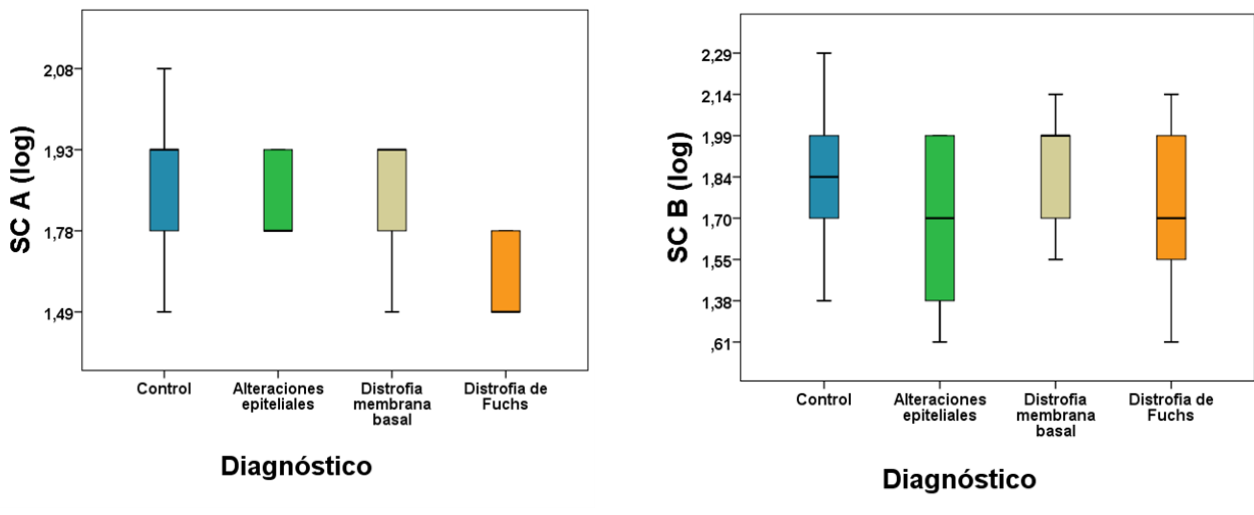 SC A (log)
2,08
1,93
1,78
1,49
Control
Alteraciones
epiteliales
Distrofia
membrana
basal
Distrofia de
Fuchs
Diagnóstico
SC B (log)
2,29
2,14
1,99
1,84
1,70
1,55
1,38
,61
Control
Alteraciones
epiteliales
Distrofia
membrana
basal
Distrofia de
Fuchs
Diagnóstico